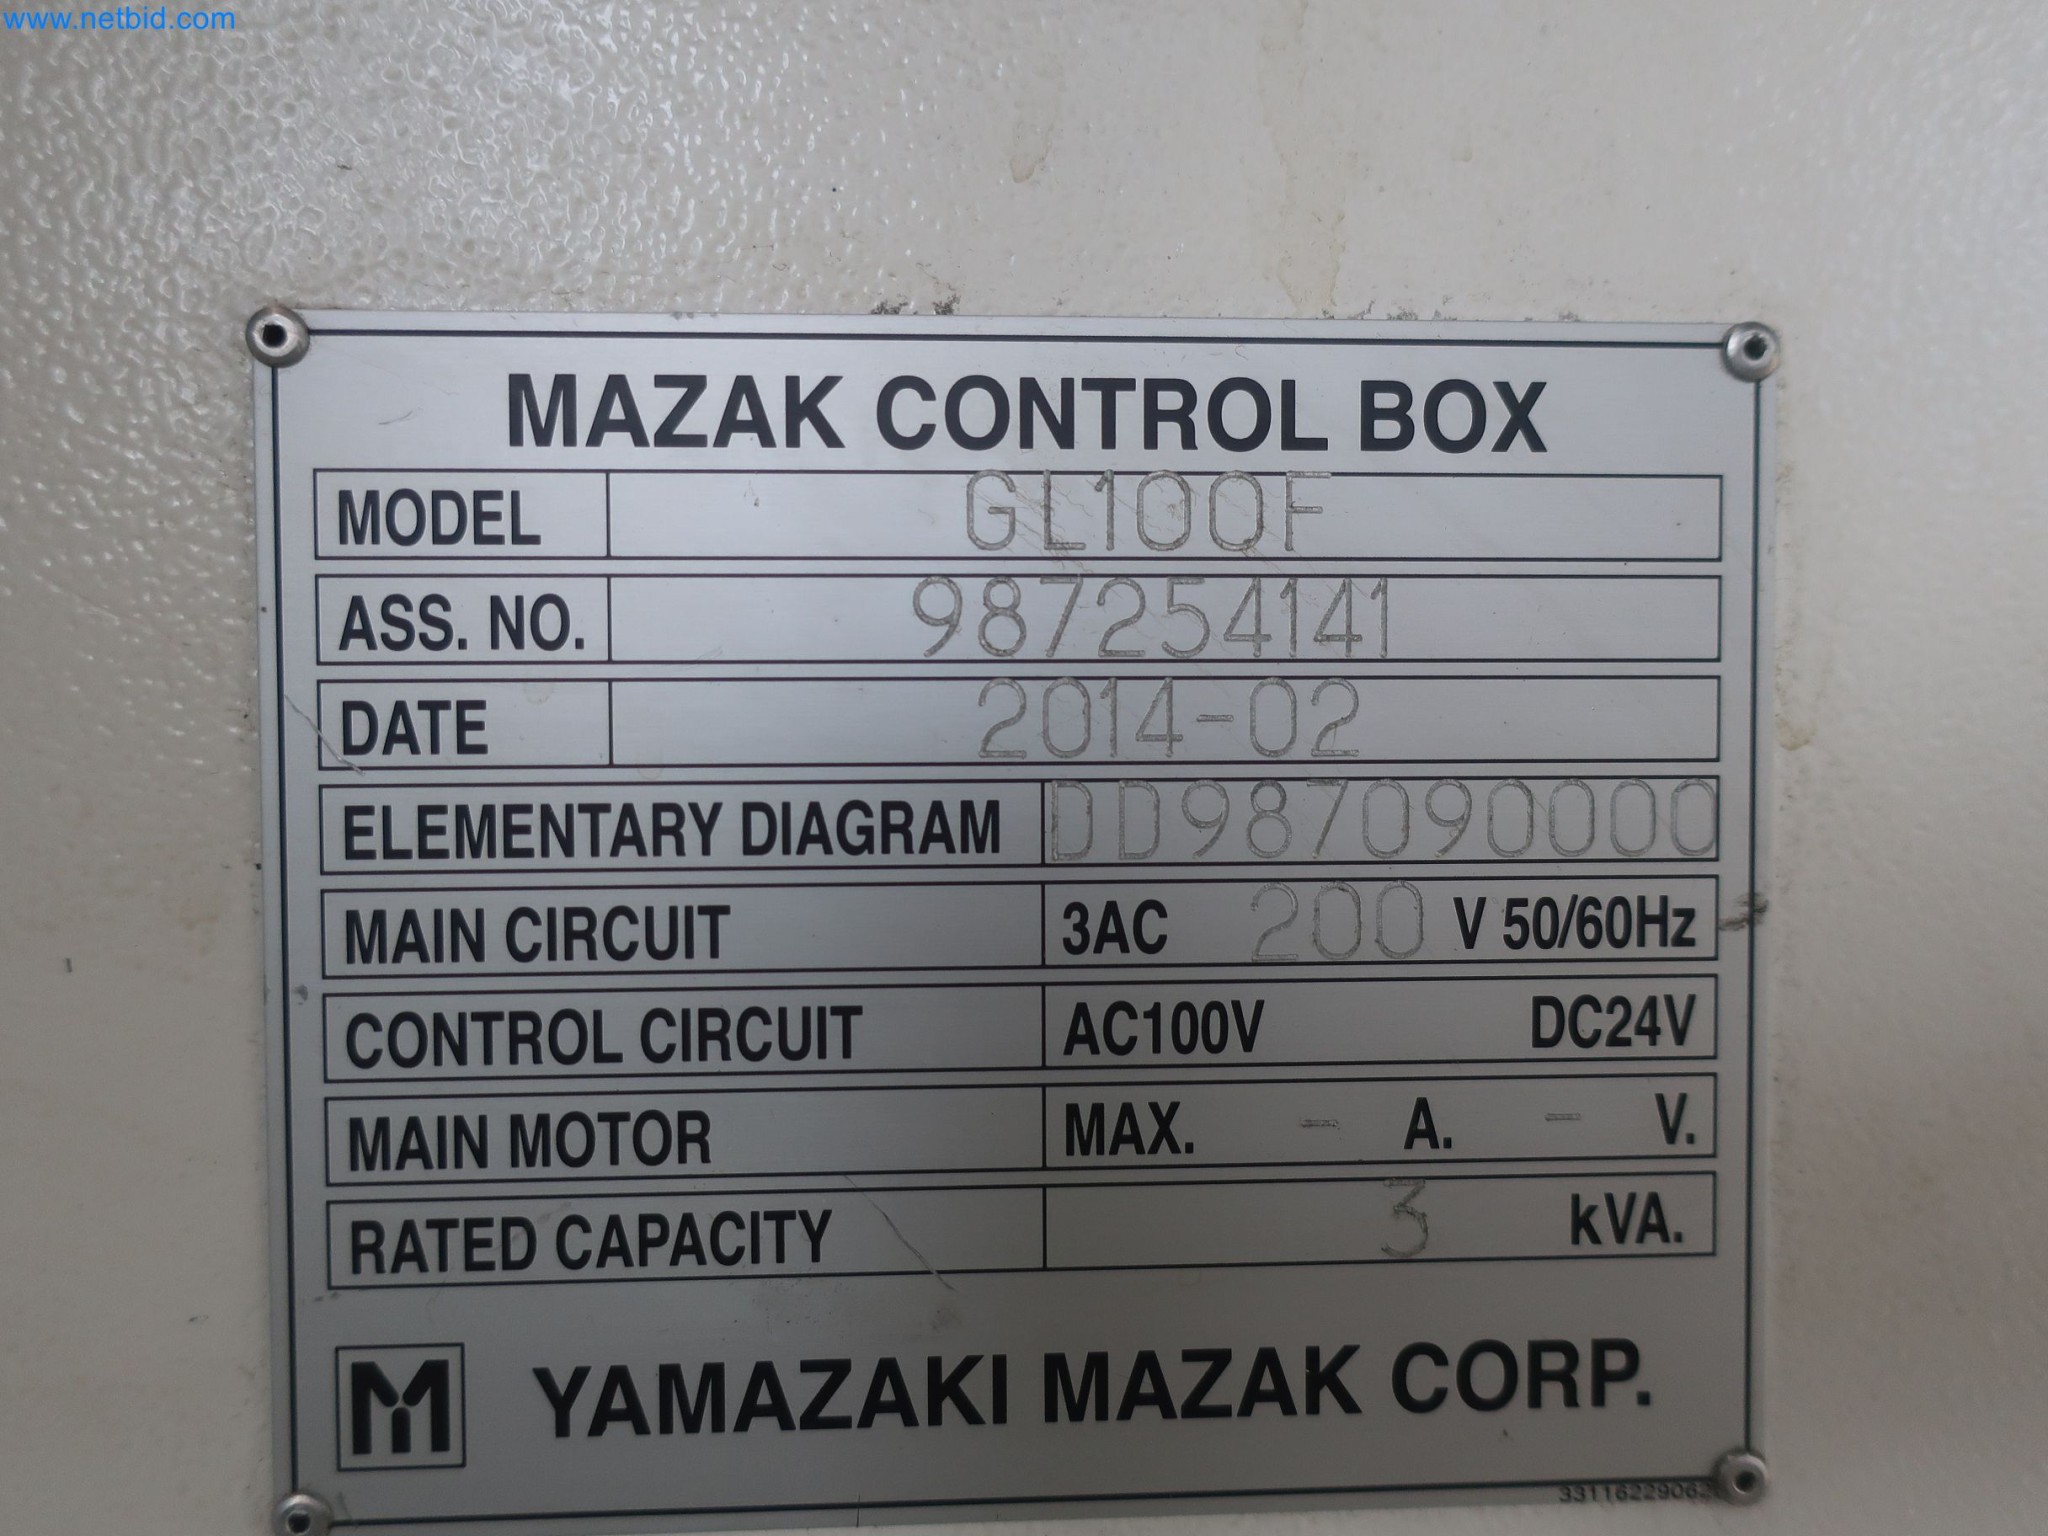 www.netbid.com
MAZAK CONTROL BOX
MODEL GL100F
ASS. NO. 987254141
DATE 2014-02
ELEMENTARY DIAGRAM DD987090000
MAIN CIRCUIT 3AC 200 V 50/60Hz
CONTROL CIRCUIT AC100V DC24V
MAIN MOTOR MAX. - A. - V.
RATED CAPACITY 3 kVA.
M YAMAZAKI MAZAK CORP.